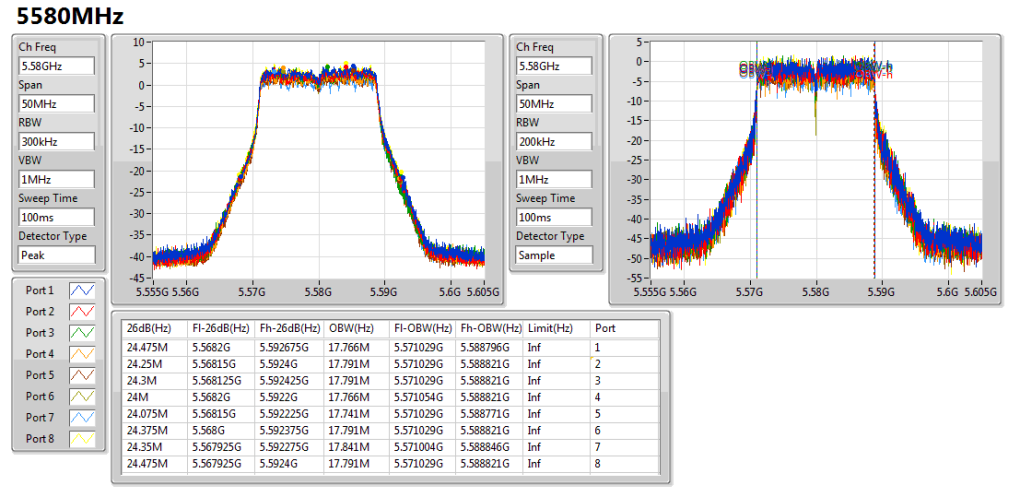 5580MHz
Ch Freq
5.58GHz
Span
50MHz
RBW
300kHz
VBW
1MHz
Sweep Time
100ms
Detector Type
Peak
10
5
0
-5
-10
-15
-20
-25
-30
-35
-40
-45
5.555G 5.56G 5.57G 5.58G 5.59G 5.6G 5.605G
Ch Freq
5.58GHz
Span
50MHz
RBW
200kHz
VBW
1MHz
Sweep Time
100ms
Detector Type
Sample
5
0
-5
-10
-15
-20
-25
-30
-35
-40
-45
-50
-55
5.555G 5.56G 5.57G 5.58G 5.59G 5.6G 5.605G
Port 1
Port 2
Port 3
Port 4
Port 5
Port 6
Port 7
Port 8
26dB(Hz) Fl-26dB(Hz) Fh-26dB(Hz) OBW(Hz) Fl-OBW(Hz) Fh-OBW(Hz) Limit(Hz) Port
24.475M 5.5682G 5.592675G 17.766M 5.571029G 5.588796G Inf 1
24.25M 5.56815G 5.5924G 17.791M 5.571029G 5.588821G Inf 2
24.3M 5.568125G 5.592425G 17.791M 5.571029G 5.588821G Inf 3
24M 5.5682G 5.5922G 17.766M 5.571054G 5.588821G Inf 4
24.075M 5.56815G 5.592225G 17.741M 5.571029G 5.588771G Inf 5
24.375M 5.568G 5.592375G 17.791M 5.571029G 5.588821G Inf 6
24.35M 5.567925G 5.592275G 17.841M 5.571004G 5.588846G Inf 7
24.475M 5.567925G 5.5924G 17.791M 5.571029G 5.588821G Inf 8